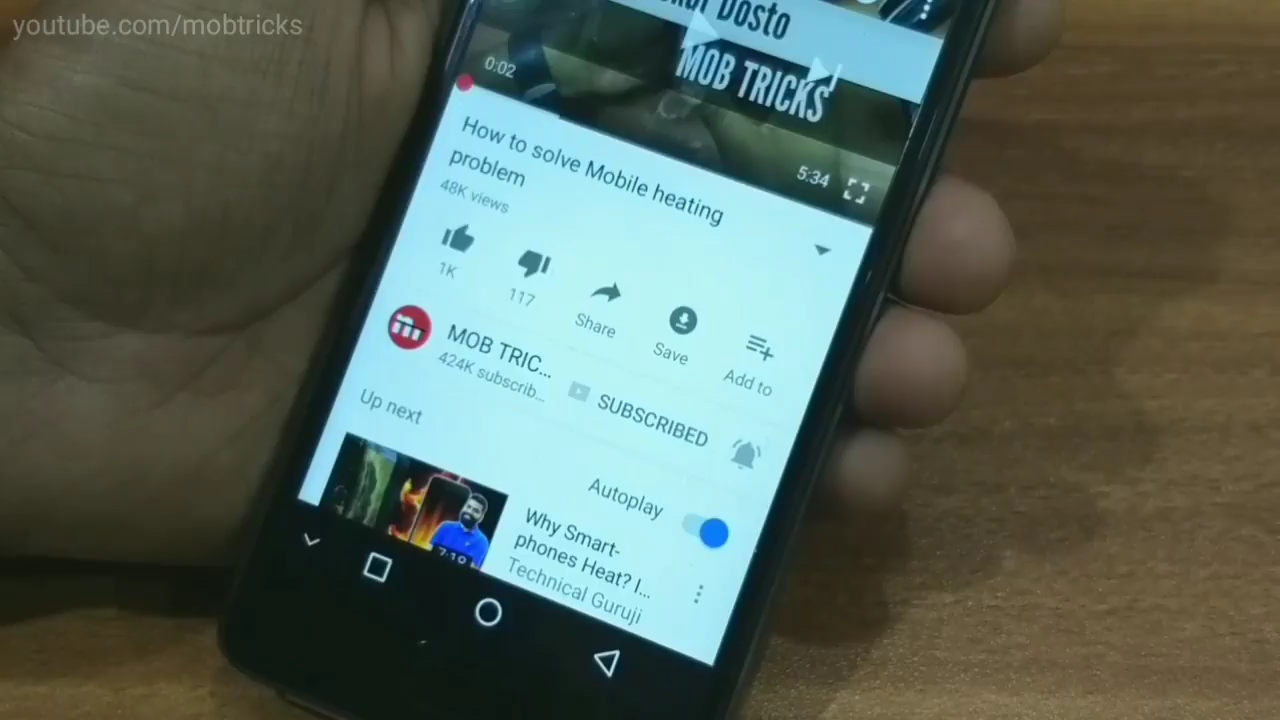 youtube.com/mobtricks
Dosto
MOB TRICKS
0:02
5:34
How to solve Mobile heating
problem
48K views
1K
117
Share
Save
Add to
MOB TRIC...
424K subscrib...
SUBSCRIBED
Up next
Autoplay
Why Smart-
phones Heat? I...
Technical Guruji
7:19